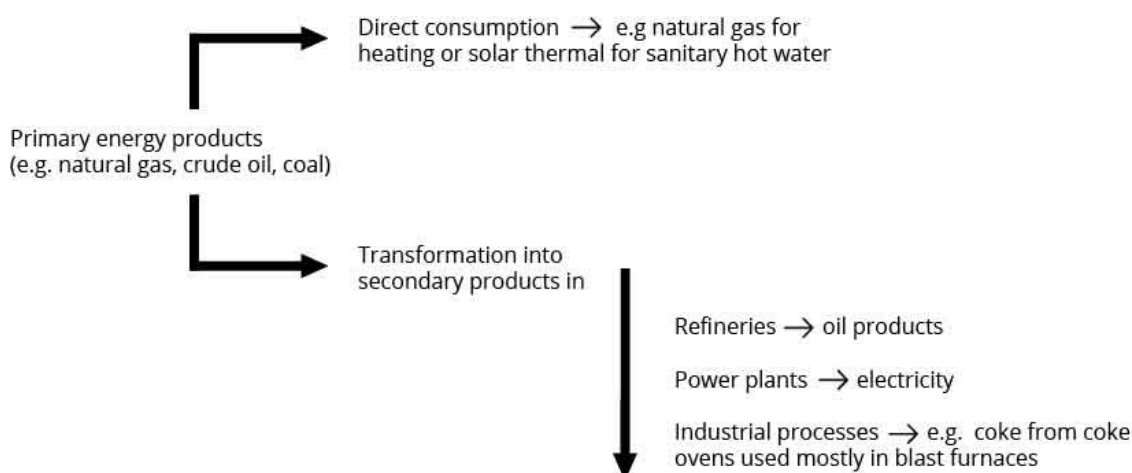 Direct consumption → e.g natural gas for
heating or solar thermal for sanitary hot water
Primary energy products
(e.g. natural gas, crude oil, coal)
Transformation into
secondary products in
Refineries → oil products
Power plants → electricity
Industrial processes → e.g. coke from coke
ovens used mostly in blast furnaces